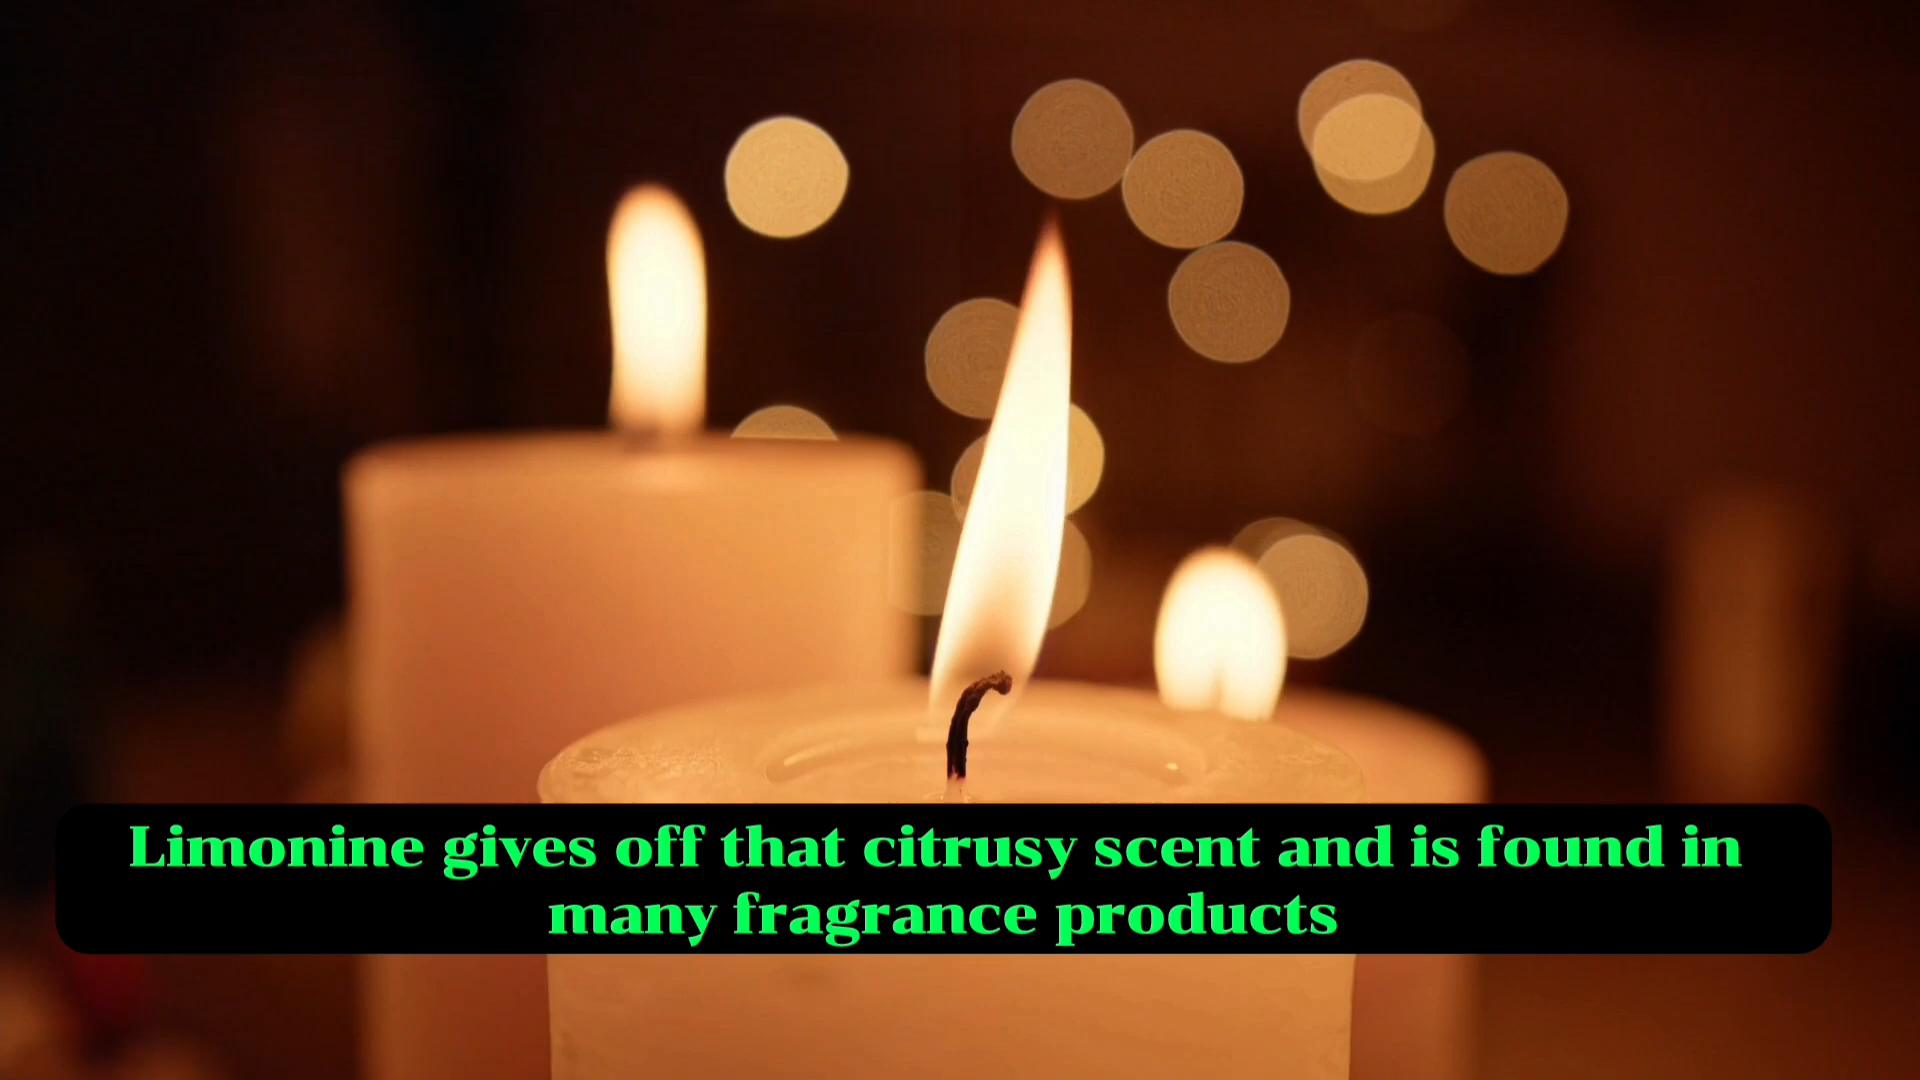 Limonine gives off that citrusy scent and is found in
many fragrance products